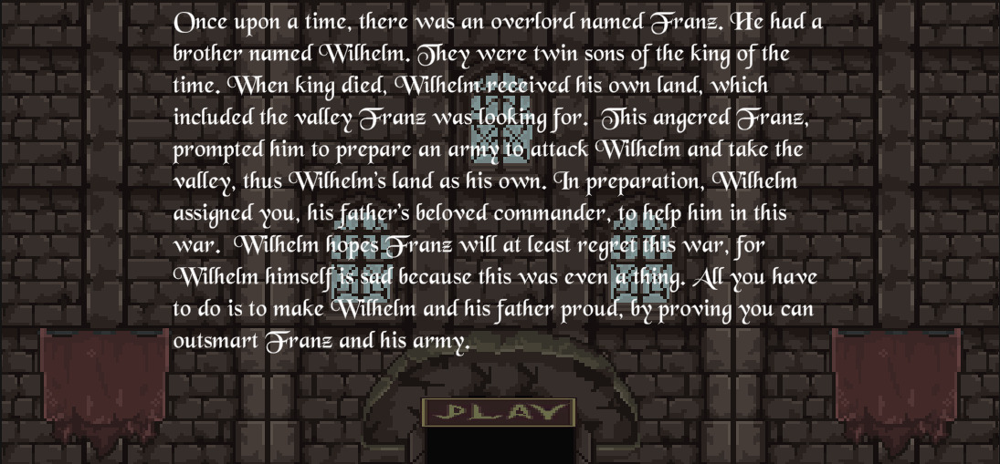 Once upon a time, there was an overlord named Franz. He had a
brother named Wilhelm. They were twin sons of the king of the
time. When king died, Wilhelm received his own land, which
included the valley Franz was looking for. This angered Franz,
prompted him to prepare an army to attack Wilhelm and take the
valley, thus Wilhelm's land as his own. In preparation, Wilhelm
assigned you, his father's beloved commander, to help him in this
war. Wilhelm hopes Franz will at least regret this war, for
Wilhelm himself is sad because this was even a thing. All you have
to do is to make Wilhelm and his father proud, by proving you can
outsmart Franz and his army.
PLAY